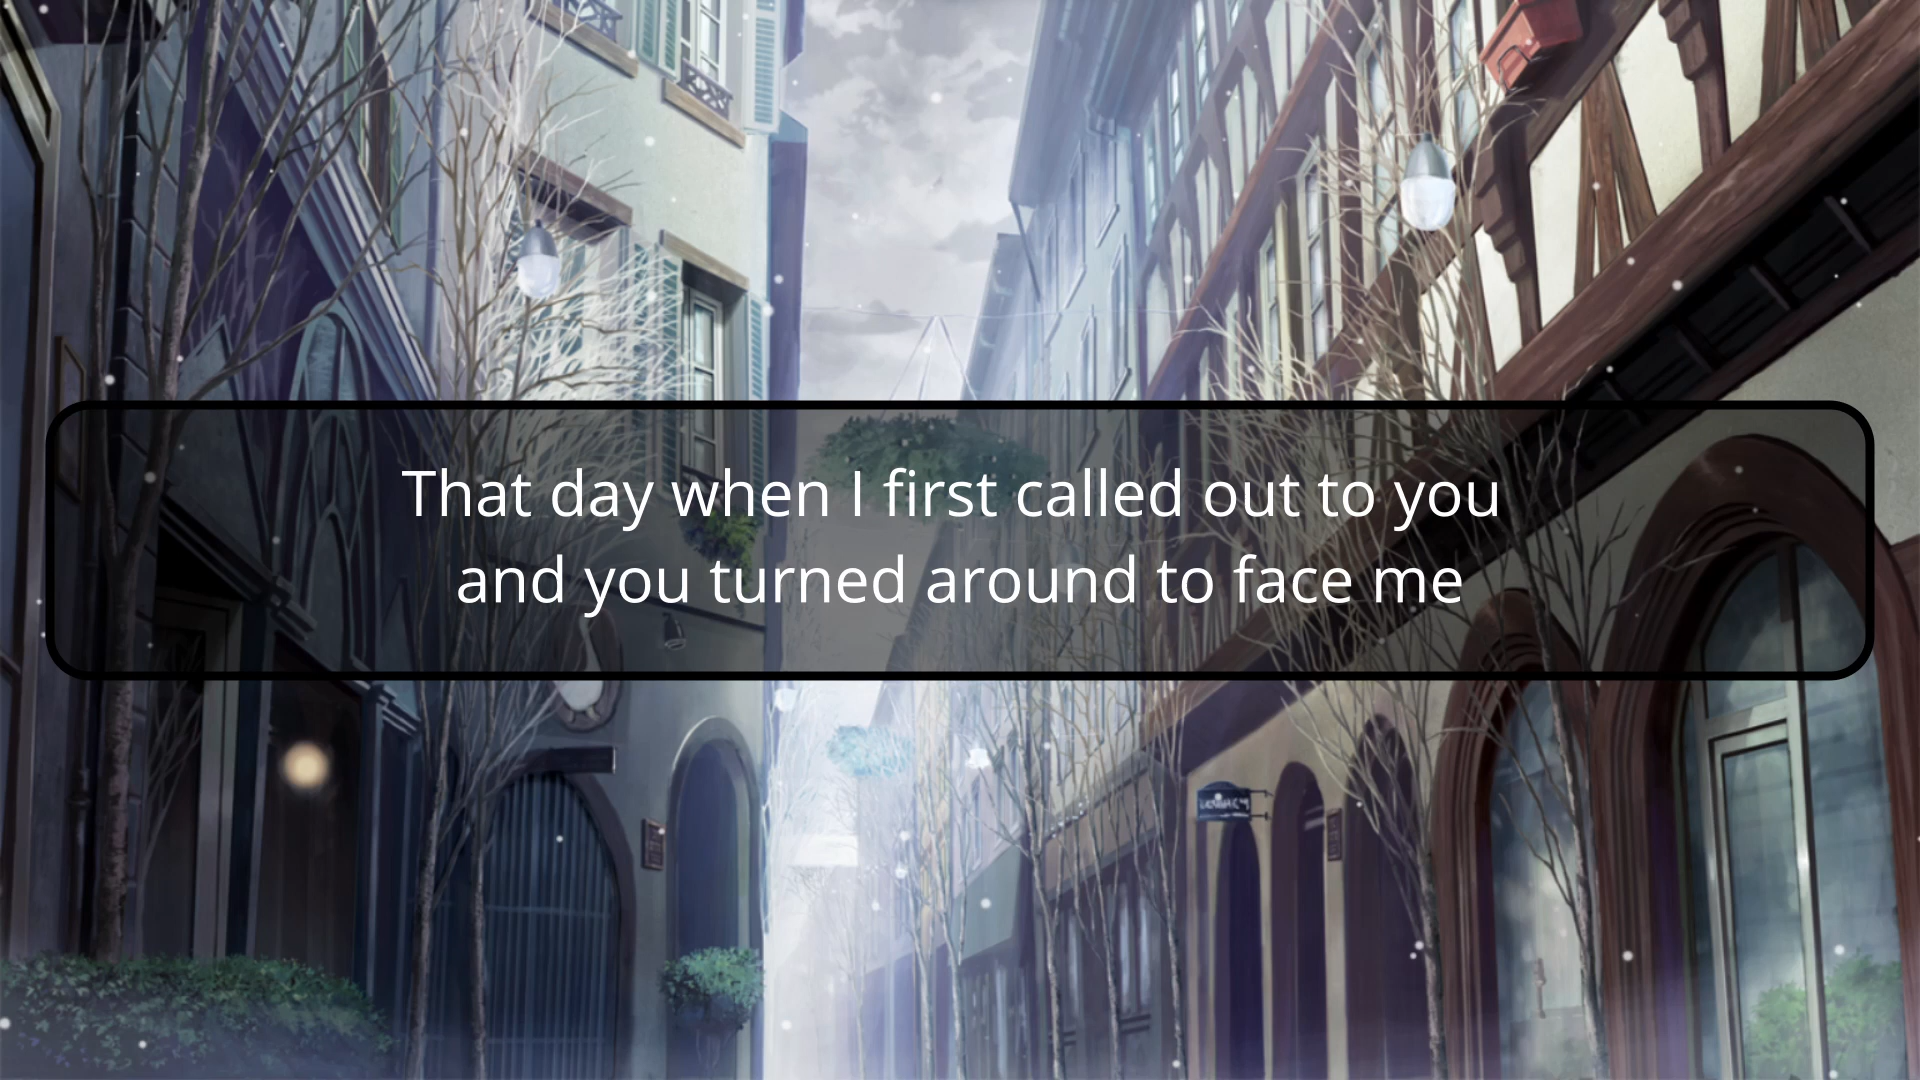 That day when I first called out to you
and you turned around to face me